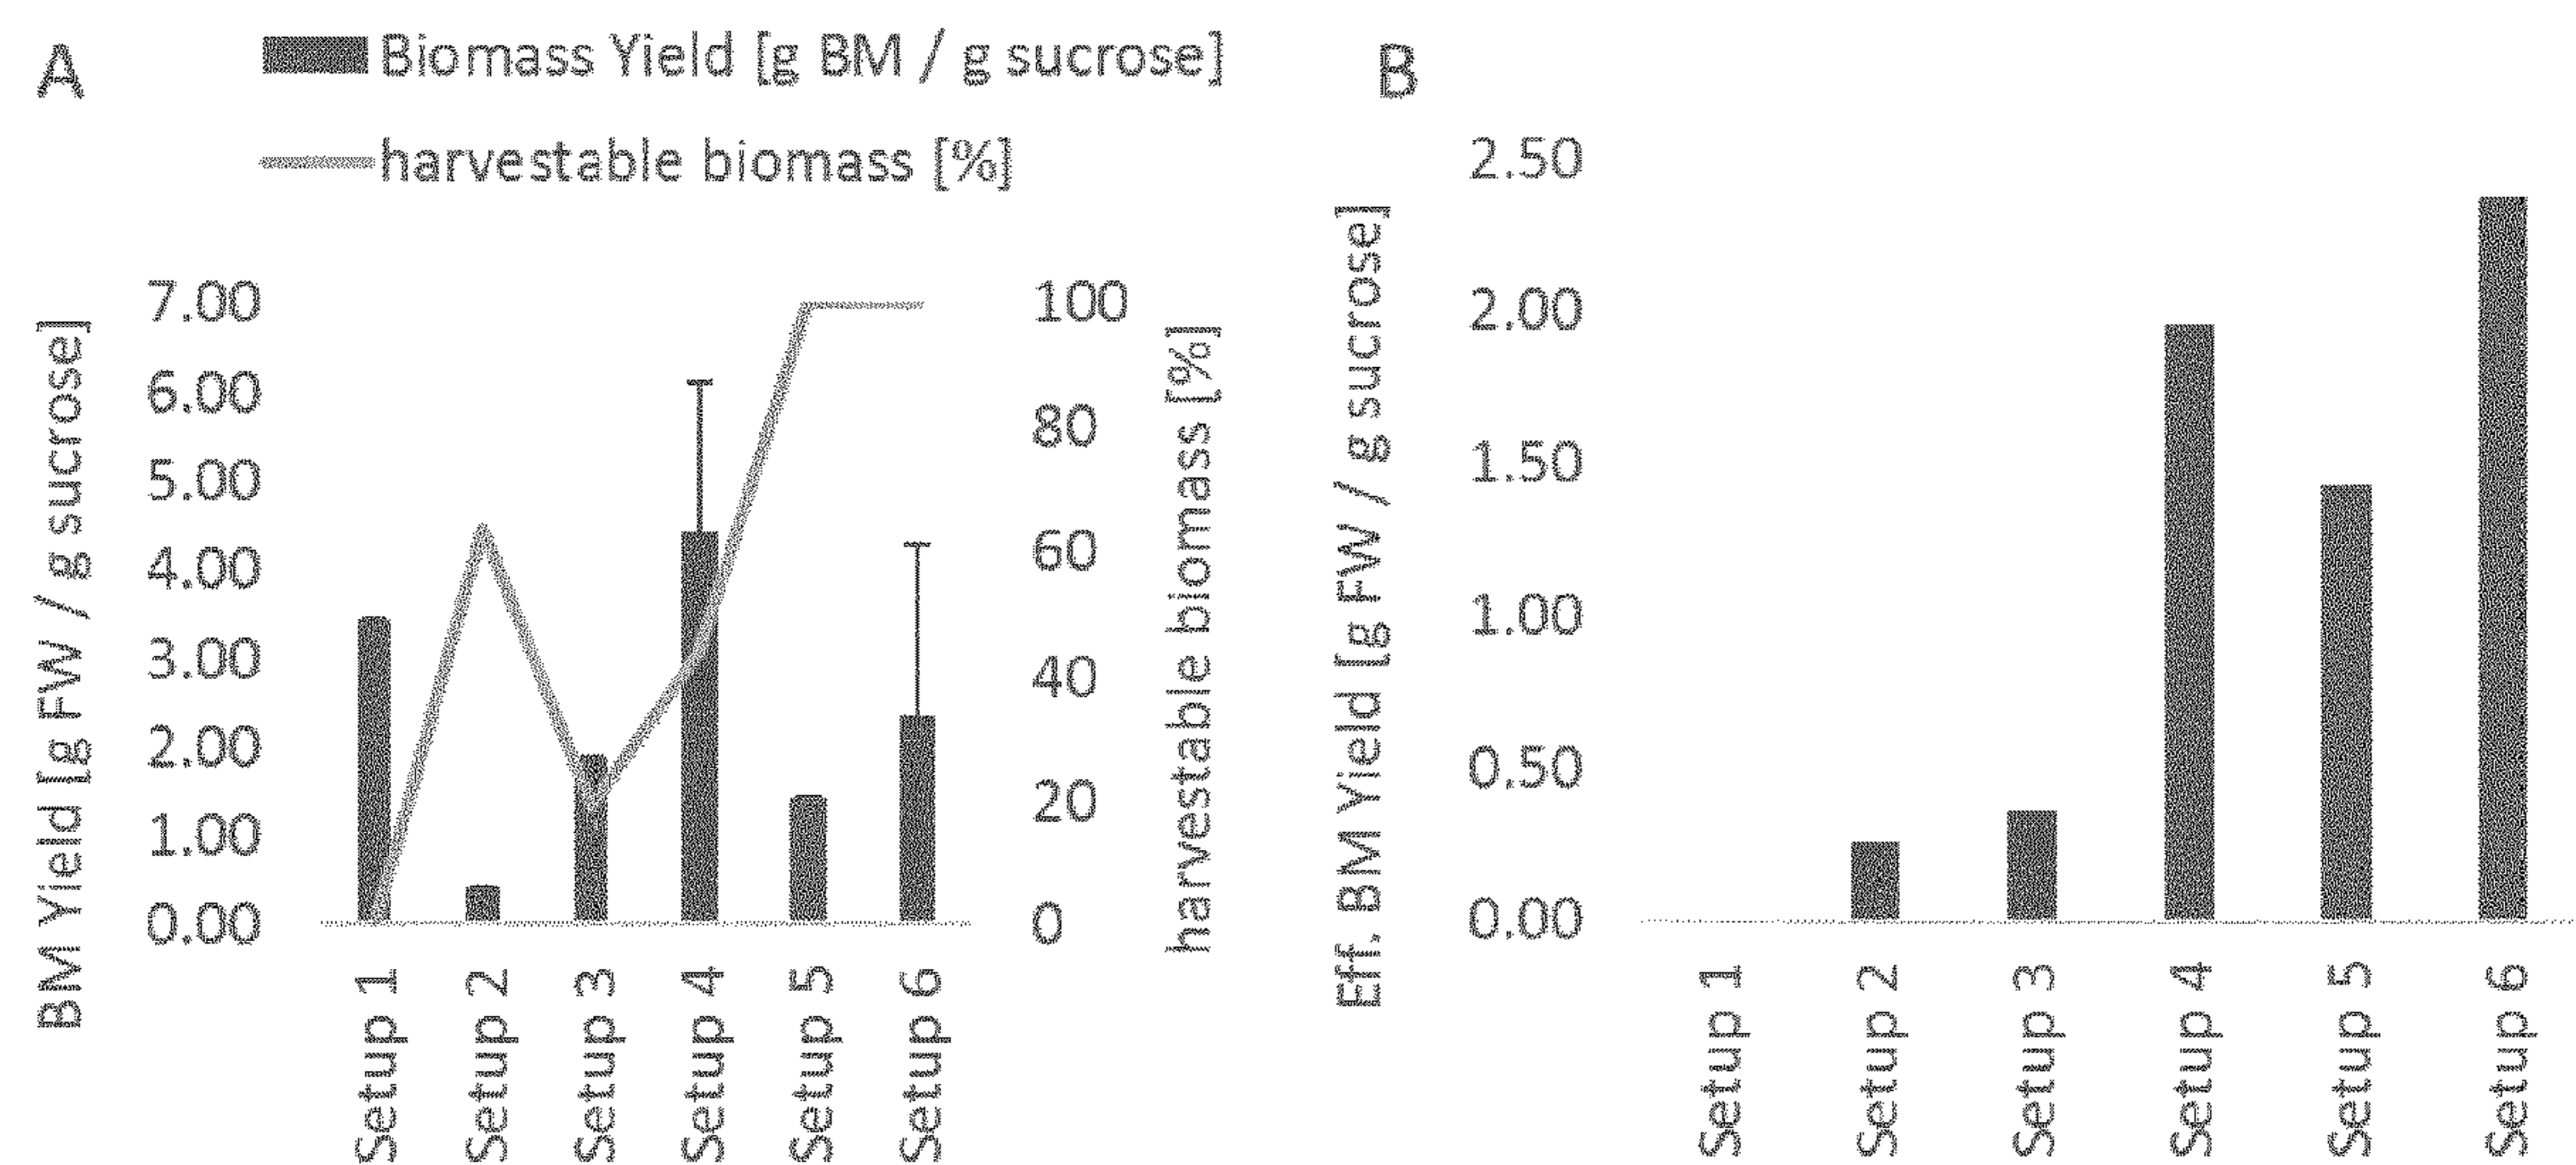 A
Biomass Yield [g BM / g sucrose]
harvestable biomass [%]
BM Yield [g FW / g sucrose]
7.00
6.00
5.00
4.00
3.00
2.00
1.00
0.00
100
80
60
40
20
0
harvestable biomass [%]
Setup 1
Setup 2
Setup 3
Setup 4
Setup 5
Setup 6
B
Eff. BM Yield [g FW / g sucrose]
2.50
2.00
1.50
1.00
0.50
0.00
Setup 1
Setup 2
Setup 3
Setup 4
Setup 5
Setup 6